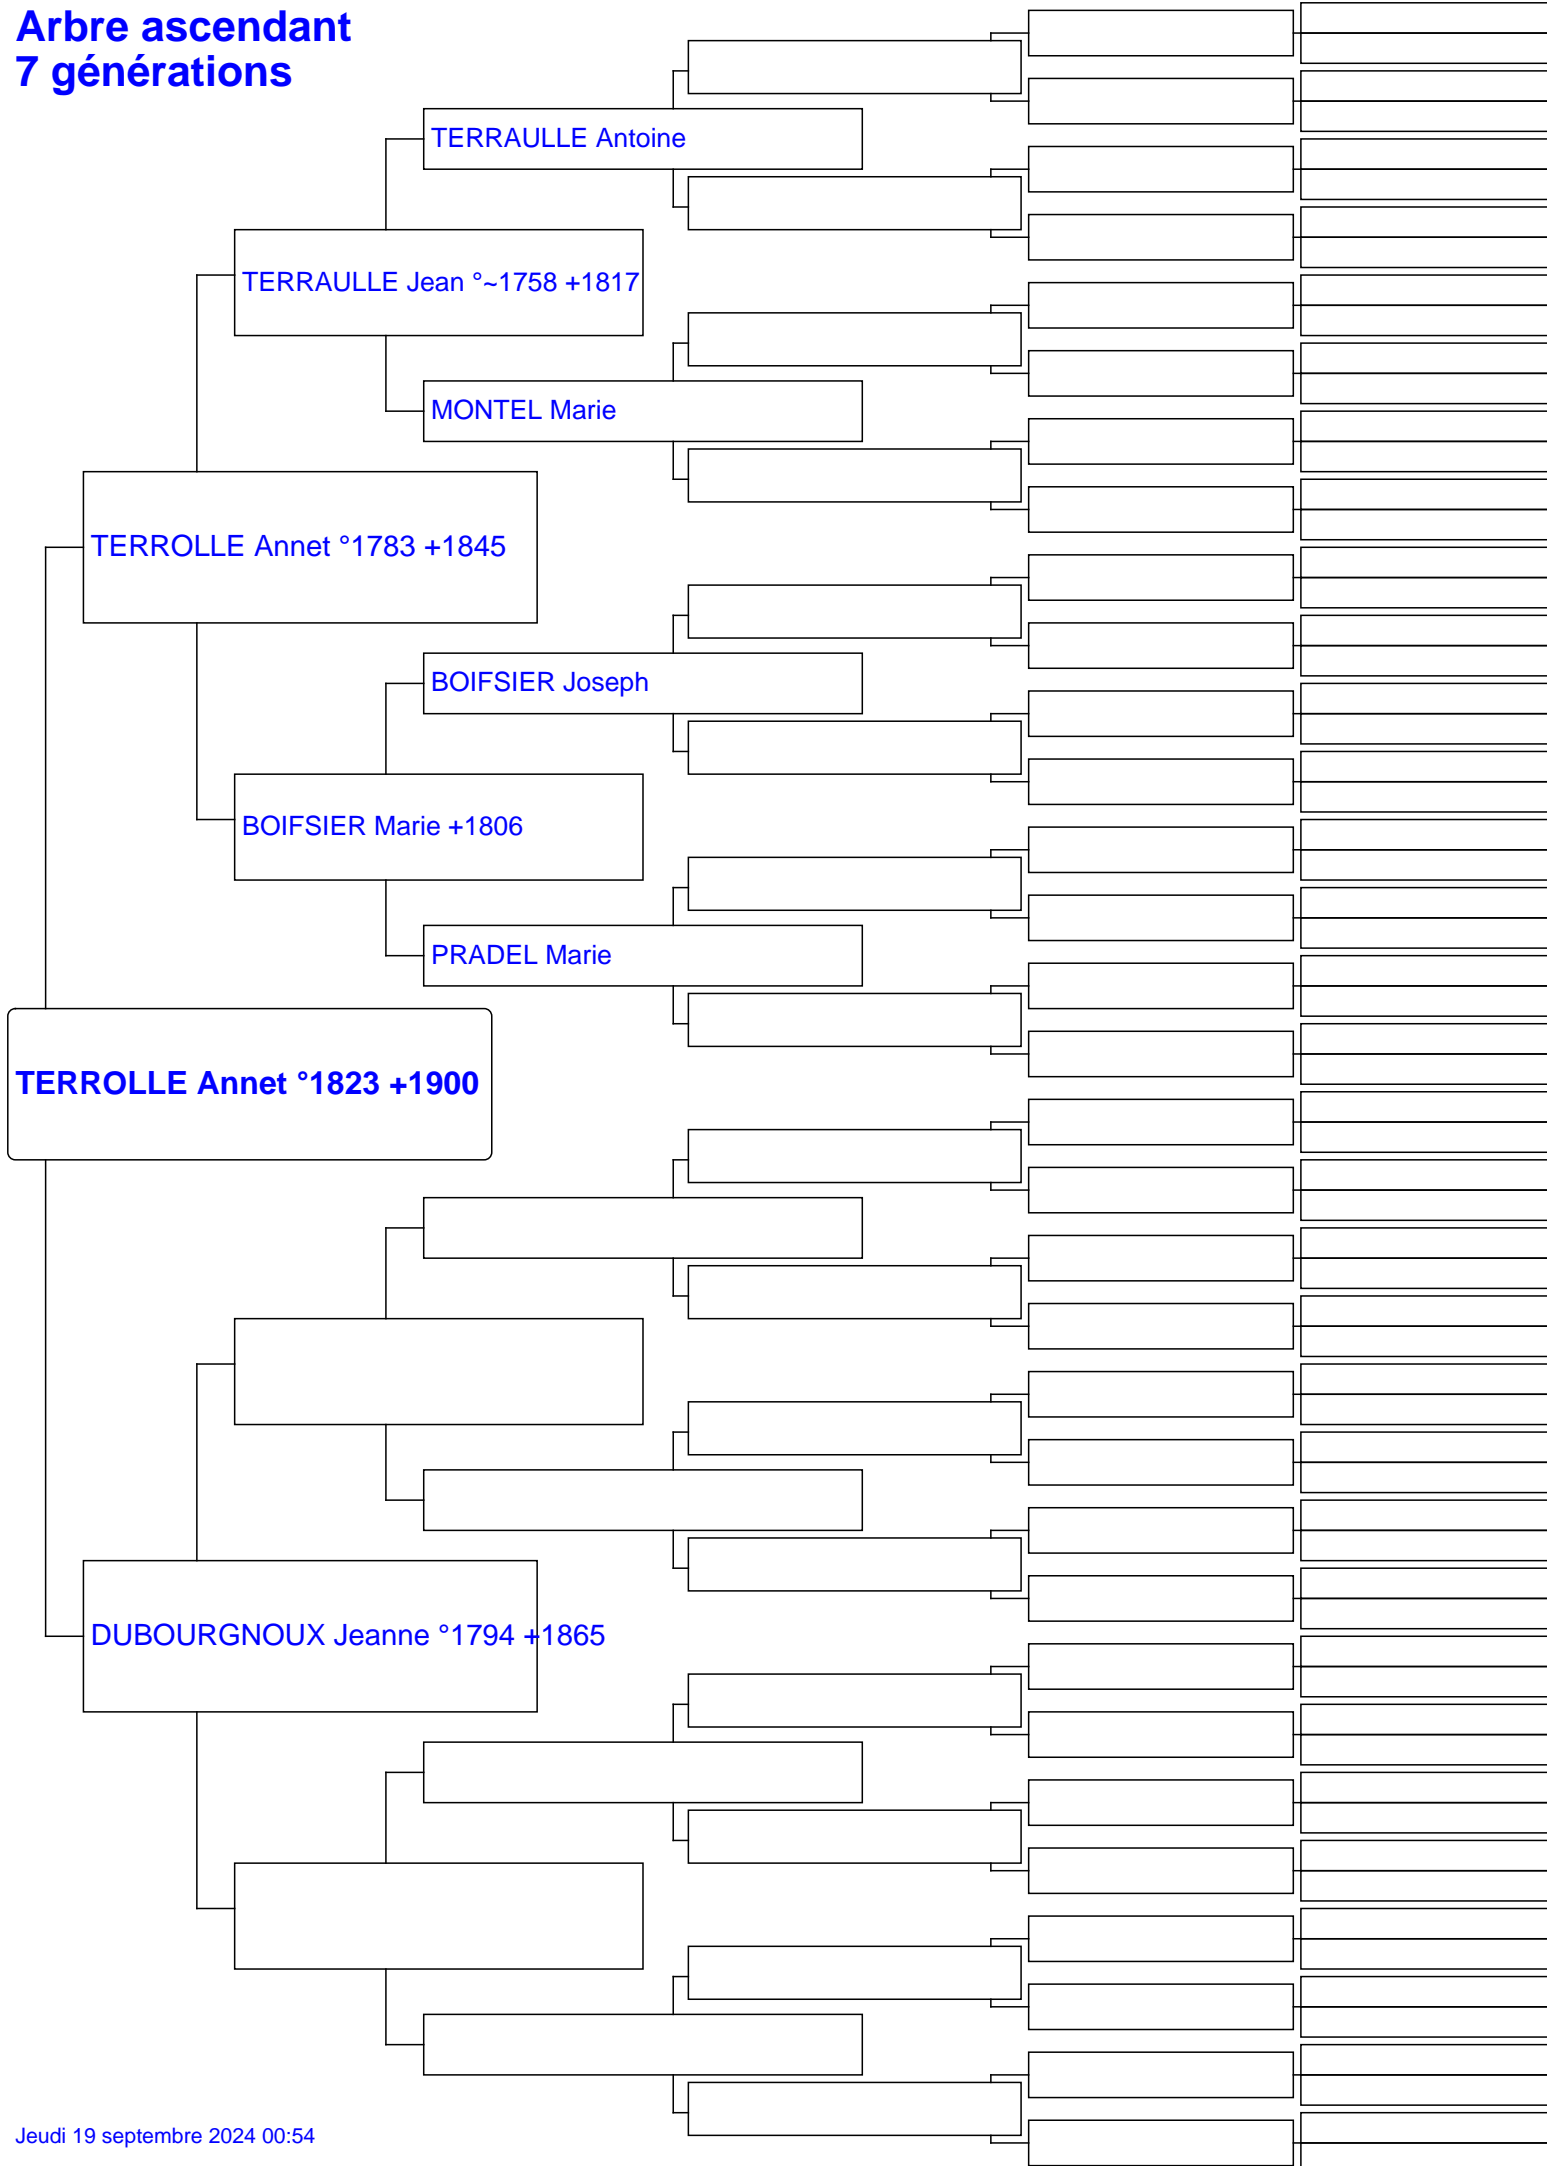 Arbre ascendant
7 générations
TERRAULLE Antoine
TERRAULLE Jean °~1758 +1817
MONTEL Marie
TERROLLE Annet °1783 +1845
BOIFSIER Joseph
BOIFSIER Marie +1806
PRADEL Marie
TERROLLE Annet °1823 +1900
DUBOURGNOUX Jeanne °1794 +1865
Jeudi 19 septembre 2024 00:54